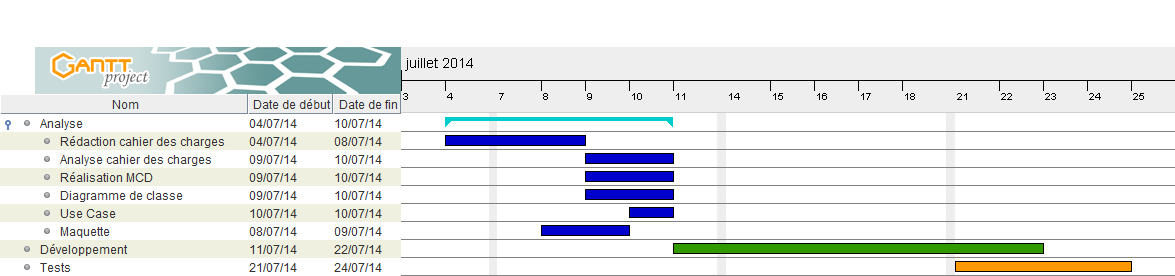 GANTT project
juillet 2014
3 4 7 8 9 10 11 14 15 16 17 18 21 22 23 24 25
Nom Date de début Date de fin
Analyse 04/07/14 10/07/14
Rédaction cahier des charges 04/07/14 08/07/14
Analyse cahier des charges 09/07/14 10/07/14
Réalisation MCD 09/07/14 10/07/14
Diagramme de classe 09/07/14 10/07/14
Use Case 10/07/14 10/07/14
Maquette 08/07/14 09/07/14
Développement 11/07/14 22/07/14
Tests 21/07/14 24/07/14